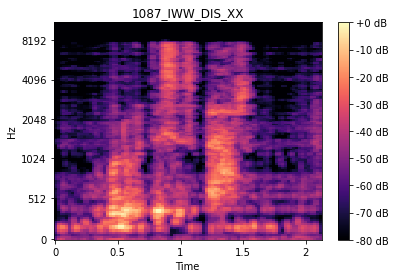 1087_IWW_DIS_XX
8192
4096
2048
1024
512
0
Hz
0
0.5
1
1.5
2
Time
+0 dB
-10 dB
-20 dB
-30 dB
-40 dB
-50 dB
-60 dB
-70 dB
-80 dB